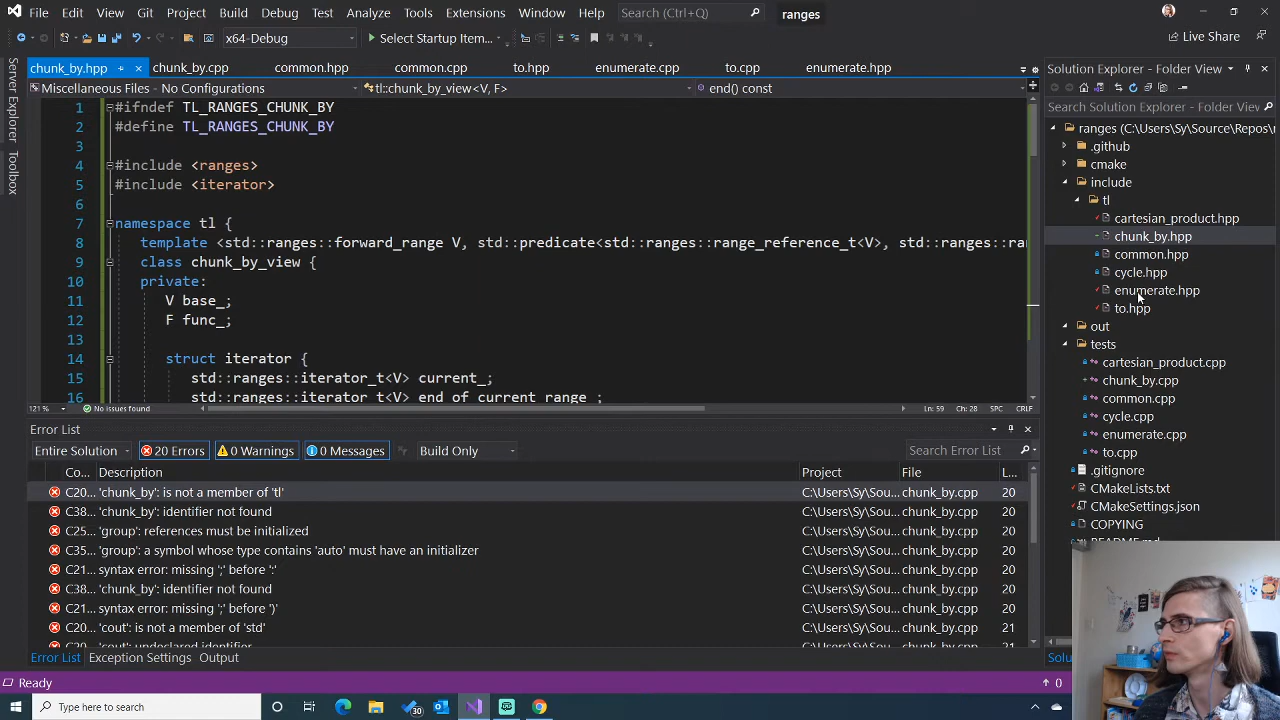 File Edit View Git Project Build Debug Test Analyze Tools Extensions Window Help Search (Ctrl+Q) ranges
x64-Debug Select Startup Item... Live Share
chunk_by.hpp chunk_by.cpp common.hpp common.cpp to.hpp enumerate.cpp to.cpp enumerate.hpp
Miscellaneous Files No Configurations tl::chunk_by_view<V, F> end() const
Server Explorer
Toolbox
1 #ifndef TL_RANGES_CHUNK_BY
2 #define TL_RANGES_CHUNK_BY
3
4 #include <ranges>
5 #include <iterator>
6
7 namespace tl {
8 template <std::ranges::forward_range V, std::predicate<std::ranges::range_reference_t<V>, std::ranges::ra
9 class chunk_by_view {
10 private:
11 V base_;
12 F func_;
13
14 struct iterator {
15 std::ranges::iterator_t<V> current_;
16 std::ranges::iterator_t<V> end_of_current_range_;
121 % No issues found Ln: 59 Ch: 28 SPC CRLF
Error List
Entire Solution 20 Errors 0 Warnings 0 Messages Build Only Search Error List
Co... Description Project File L...
C20... 'chunk_by': is not a member of 'tl' C:\Users\Sy\Sou... chunk_by.cpp 20
C38... 'chunk_by': identifier not found C:\Users\Sy\Sou... chunk_by.cpp 20
C25... 'group': references must be initialized C:\Users\Sy\Sou... chunk_by.cpp 20
C35... 'group': a symbol whose type contains 'auto' must have an initializer C:\Users\Sy\Sou... chunk_by.cpp 20
C21... syntax error: missing ';' before ':' C:\Users\Sy\Sou... chunk_by.cpp 20
C38... 'chunk_by': identifier not found C:\Users\Sy\Sou... chunk_by.cpp 20
C21... syntax error: missing ';' before ')' C:\Users\Sy\Sou... chunk_by.cpp 20
C20... 'cout': is not a member of 'std' C:\Users\Sy\Sou... chunk_by.cpp 21
C20... 'cout': undeclared identifier C:\Users\Sy\Sou... chunk_by.cpp 21
Error List Exception Settings Output
Solution Explorer - Folder View
Search Solution Explorer - Folder View
ranges (C:\Users\Sy\Source\Repos\r
.github
cmake
include
tl
cartesian_product.hpp
chunk_by.hpp
common.hpp
cycle.hpp
enumerate.hpp
to.hpp
out
tests
cartesian_product.cpp
chunk_by.cpp
common.cpp
cycle.cpp
enumerate.cpp
to.cpp
.gitignore
CMakeLists.txt
CMakeSettings.json
COPYING
README.md
Solu
Ready 0
Type here to search 30